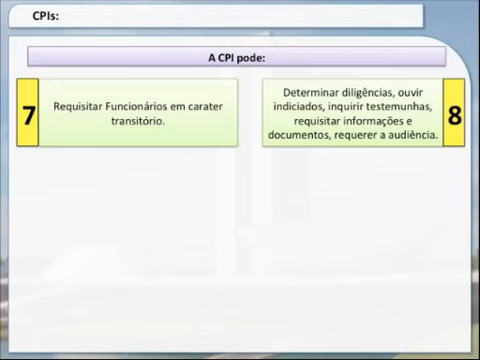 CPIs:
A CPI pode:
7
Requisitar Funcionários em carater
transitório.
Determinar diligências, ouvir
indiciados, inquirir testemunhas,
requisitar informações e
documentos, requerer a audiência.
8